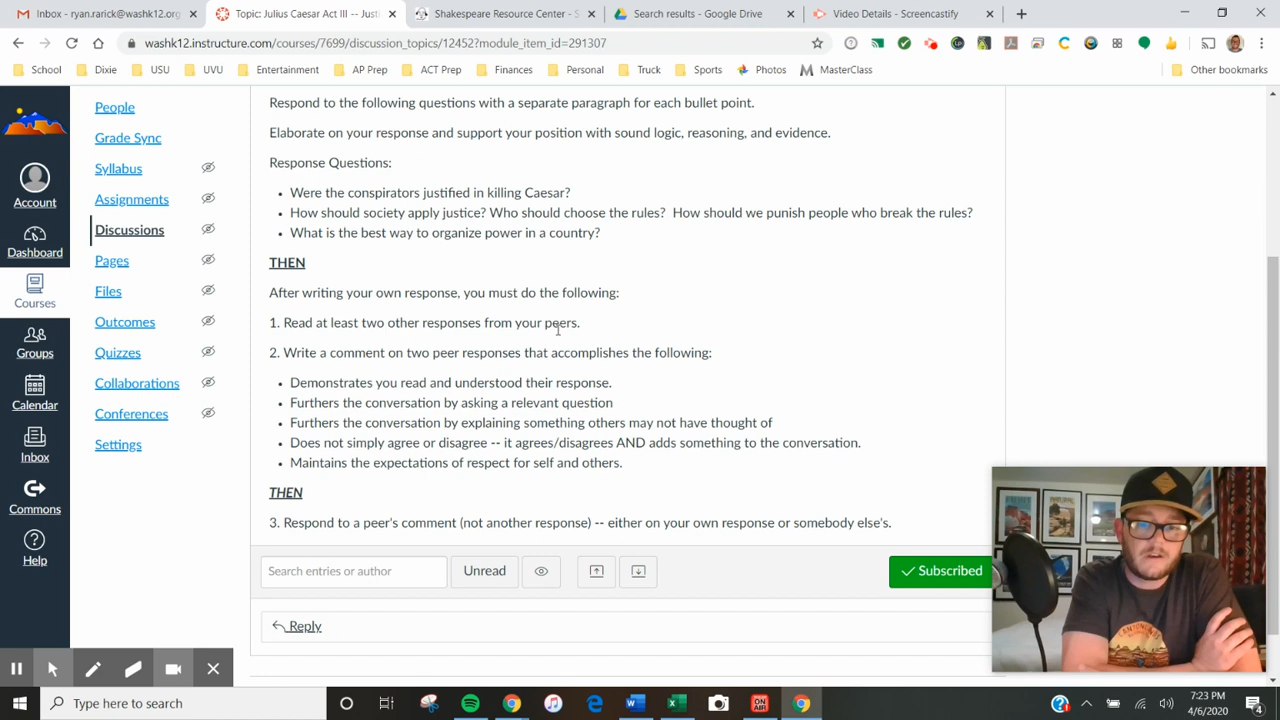 Inbox - ryan.rarick@washk12.org
Topic: Julius Caesar Act III -- Just
Shakespeare Resource Center - S
Search results - Google Drive
Video Details - Screencastify
washk12.instructure.com/courses/7699/discussion_topics/12452?module_item_id=291307
School
Dixie
USU
UVU
Entertainment
AP Prep
ACT Prep
Finances
Personal
Truck
Sports
Photos
MasterClass
Other bookmarks
Account
Dashboard
Courses
Groups
Calendar
Inbox
Commons
Help
People
Grade Sync
Syllabus
Assignments
Discussions
Pages
Files
Outcomes
Quizzes
Collaborations
Conferences
Settings
Respond to the following questions with a separate paragraph for each bullet point.
Elaborate on your response and support your position with sound logic, reasoning, and evidence.
Response Questions:
• Were the conspirators justified in killing Caesar?
• How should society apply justice? Who should choose the rules?  How should we punish people who break the rules?
• What is the best way to organize power in a country?
THEN
After writing your own response, you must do the following:
1. Read at least two other responses from your peers.
2. Write a comment on two peer responses that accomplishes the following:
• Demonstrates you read and understood their response.
• Furthers the conversation by asking a relevant question
• Furthers the conversation by explaining something others may not have thought of
• Does not simply agree or disagree -- it agrees/disagrees AND adds something to the conversation.
• Maintains the expectations of respect for self and others.
THEN
3. Respond to a peer's comment (not another response) -- either on your own response or somebody else's.
Search entries or author
Unread
Subscribed
Reply
Type here to search
ON AIR
7:23 PM
4/6/2020
4